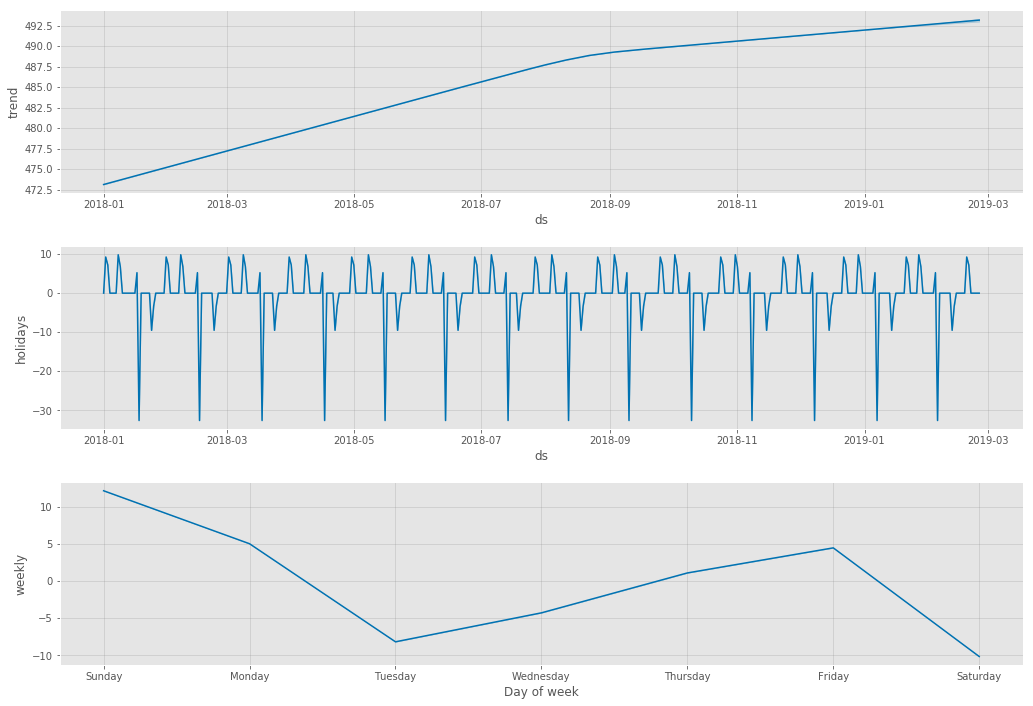 trend
492.5
490.0
487.5
485.0
482.5
480.0
477.5
475.0
472.5
2018-01 2018-03 2018-05 2018-07 2018-09 2018-11 2019-01 2019-03
ds
holidays
10
0
−10
−20
−30
2018-01 2018-03 2018-05 2018-07 2018-09 2018-11 2019-01 2019-03
ds
weekly
10
5
0
−5
−10
Sunday Monday Tuesday Wednesday Thursday Friday Saturday
Day of week